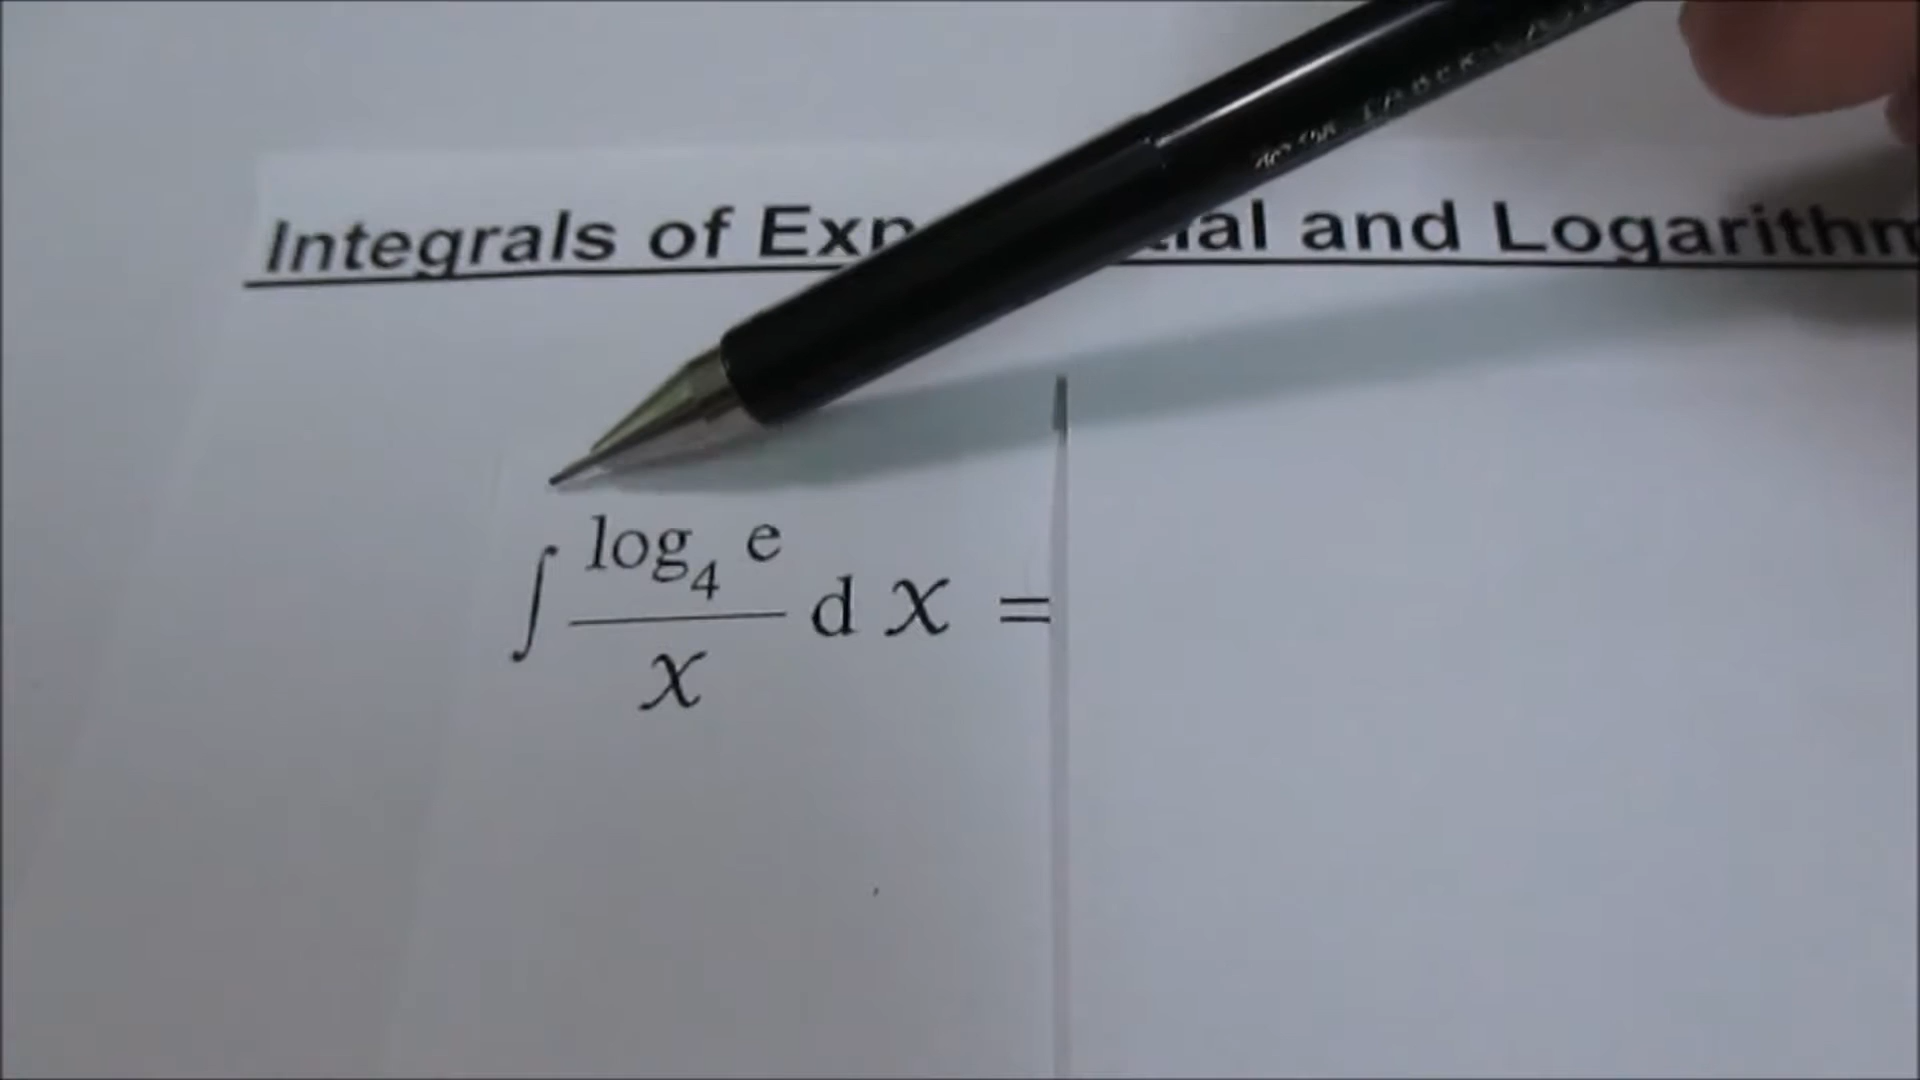 Integrals of Exp ial and Logarithm
∫ log₄ e / x d x =